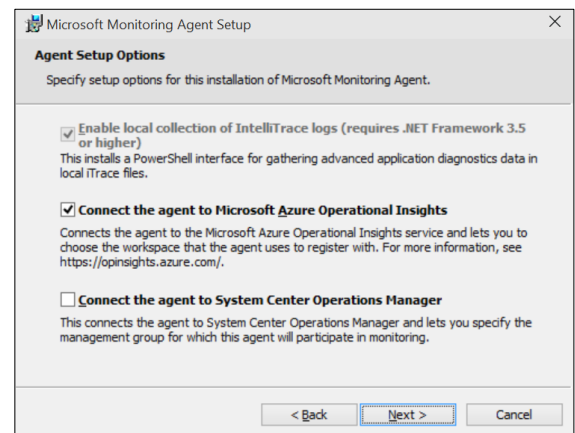 Microsoft Monitoring Agent Setup
Agent Setup Options
Specify setup options for this installation of Microsoft Monitoring Agent.
Enable local collection of IntelliTrace logs (requires .NET Framework 3.5
or higher)
This installs a PowerShell interface for gathering advanced application diagnostics data in
local iTrace files.
Connect the agent to Microsoft Azure Operational Insights
Connects the agent to the Microsoft Azure Operational Insights service and lets you to
choose the workspace that the agent uses to register with. For more information, see
https://opinsights.azure.com/.
Connect the agent to System Center Operations Manager
This connects the agent to System Center Operations Manager and lets you specify the
management group for which this agent will participate in monitoring.
< Back Next > Cancel